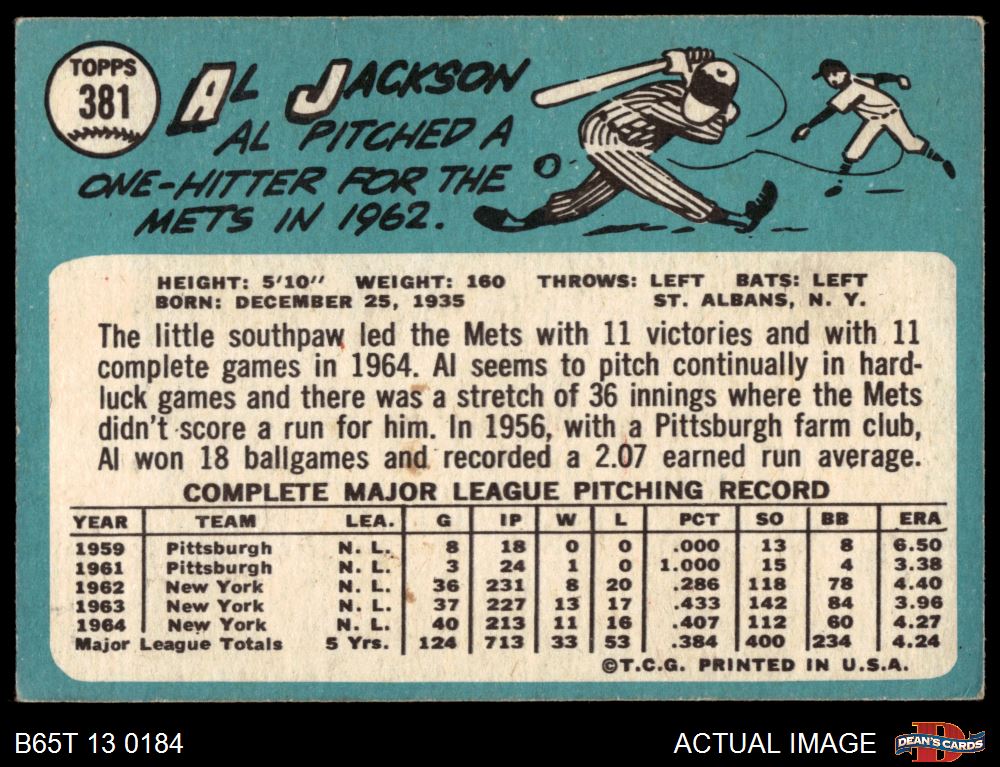 TOPPS
381
AL JACKSON
AL PITCHED A
ONE-HITTER FOR THE
METS IN 1962.
HEIGHT: 5'10" WEIGHT: 160 THROWS: LEFT BATS: LEFT
BORN: DECEMBER 25, 1935 ST. ALBANS, N. Y.
The little southpaw led the Mets with 11 victories and with 11
complete games in 1964. Al seems to pitch continually in hard-
luck games and there was a stretch of 36 innings where the Mets
didn't score a run for him. In 1956, with a Pittsburgh farm club,
Al won 18 ballgames and recorded a 2.07 earned run average.
COMPLETE MAJOR LEAGUE PITCHING RECORD
YEAR TEAM LEA. G IP W L PCT SO BB ERA
1959 Pittsburgh N. L. 8 18 0 0 .000 13 8 6.50
1961 Pittsburgh N. L. 3 24 1 0 1.000 15 4 3.38
1962 New York N. L. 36 231 8 20 .286 118 78 4.40
1963 New York N. L. 37 227 13 17 .433 142 84 3.96
1964 New York N. L. 40 213 11 16 .407 112 60 4.27
Major League Totals 5 Yrs. 124 713 33 53 .384 400 234 4.24
©T.C.G. PRINTED IN U.S.A.
B65T 13 0184 ACTUAL IMAGE DEAN'S CARDS